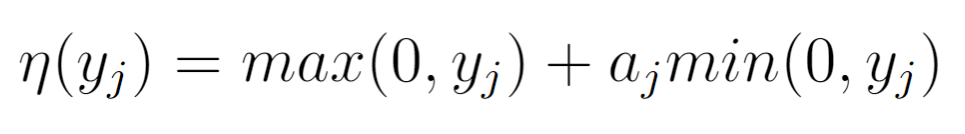 η(y_j) = max(0, y_j) + a_j min(0, y_j)